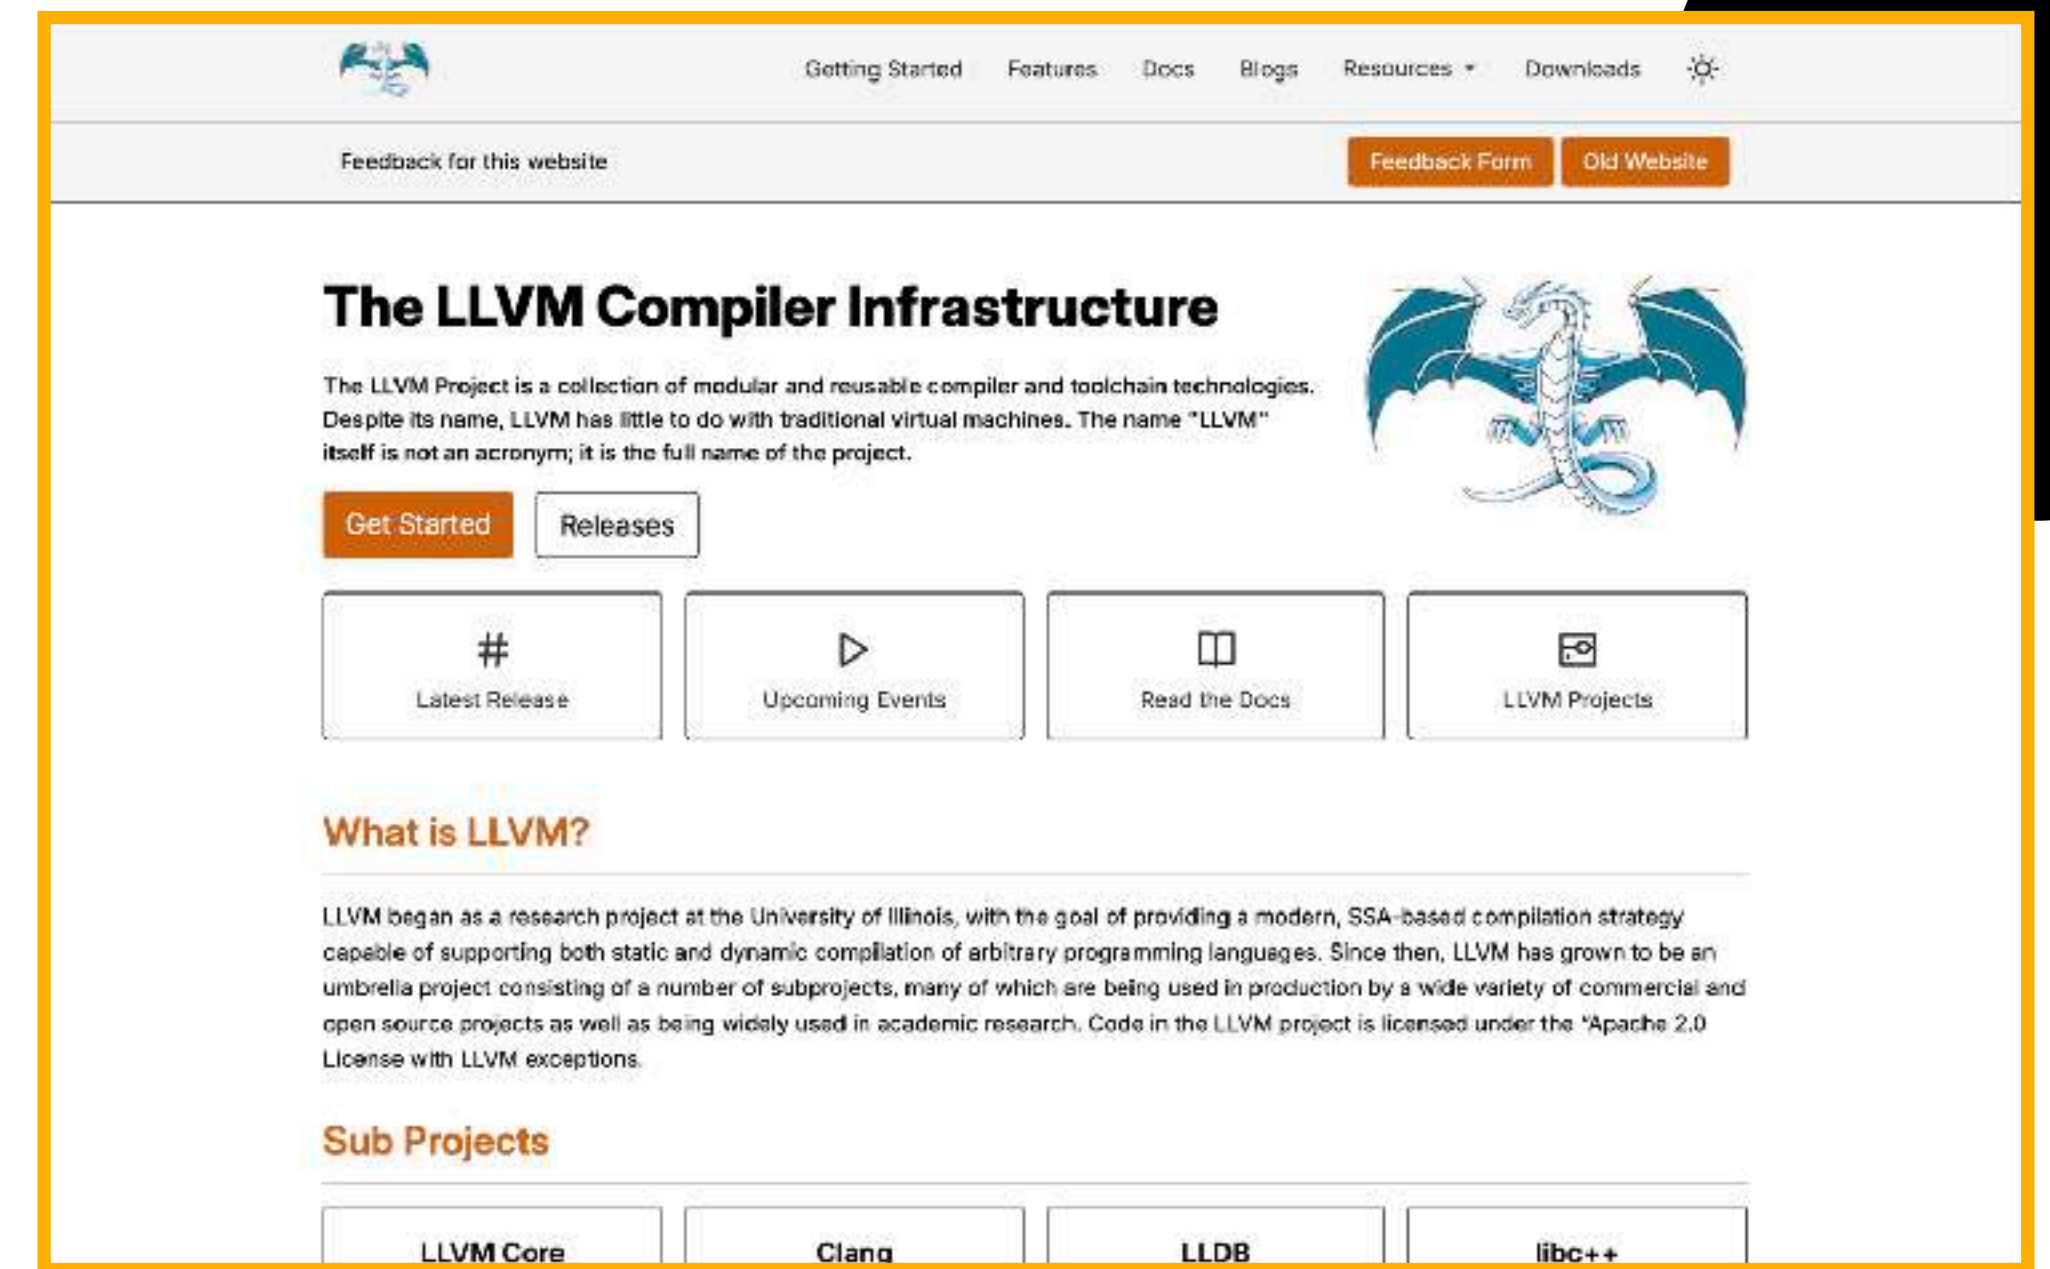 Getting Started Features Docs Blogs Resources Downloads
Feedback for this website Feedback Form Old Website
The LLVM Compiler Infrastructure
The LLVM Project is a collection of modular and reusable compiler and toolchain technologies.
Despite its name, LLVM has little to do with traditional virtual machines. The name "LLVM"
itself is not an acronym; it is the full name of the project.
Get Started Releases
# 
Latest Release Upcoming Events Read the Docs LLVM Projects
What is LLVM?
LLVM began as a research project at the University of Illinois, with the goal of providing a modern, SSA-based compilation strategy
capable of supporting both static and dynamic compilation of arbitrary programming languages. Since then, LLVM has grown to be an
umbrella project consisting of a number of subprojects, many of which are being used in production by a wide variety of commercial and
open source projects as well as being widely used in academic research. Code in the LLVM project is licensed under the "Apache 2.0
License with LLVM exceptions.
Sub Projects
LLVM Core Clang LLDB libc++